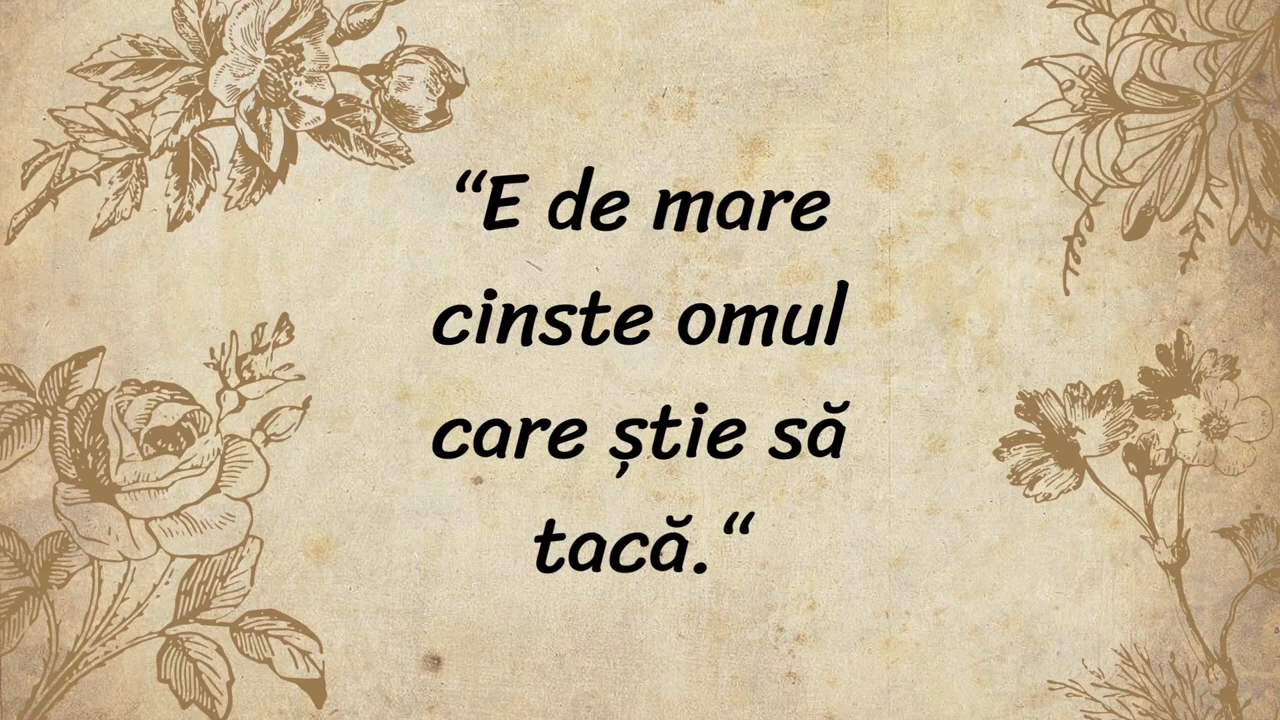 “E de mare
cinste omul
care știe să
tacă.“